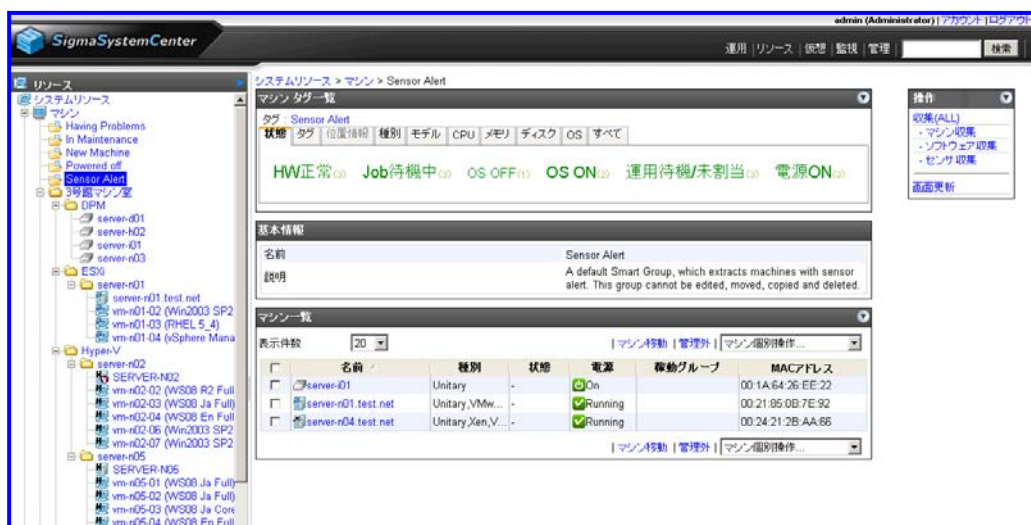 admin (Administrator) | アカウント | ログアウト
SigmaSystemCenter
運用 | リソース | 仮想 | 監視 | 管理 |
検索
リソース
システムリソース
マシン
Having Problems
In Maintenance
New Machine
Powered off
Sensor Alert
3号館マシン室
DPM
server-d01
server-h02
server-i01
server-n03
ESXi
server-n01
server-n01.test.net
vm-n01-02 (Win2003 SP2
vm-n01-03 (RHEL 5_4)
vm-n01-04 (vSphere Mana
Hyper-V
server-n02
SERVER-N02
vm-n02-02 (WS08 R2 Full
vm-n02-03 (WS08 Ja Full)
vm-n02-04 (WS08 En Full
vm-n02-06 (Win2003 SP2
vm-n02-07 (Win2003 SP2
server-n05
SERVER-N05
vm-n05-01 (WS08 Ja Full)
vm-n05-02 (WS08 Ja Full)
vm-n05-03 (WS08 Ja Core
vm-n05-04 (WS08 En Full
システムリソース > マシン > Sensor Alert
マシン タグ一覧
タグ : Sensor Alert
状態 タグ 位置情報 種別 モデル CPU メモリ ディスク OS すべて
HW正常(3) Job待機中(3) OS OFF(1) OS ON(2) 運用待機/未割当(3) 電源ON(3)
基本情報
名前 Sensor Alert
説明 A default Smart Group, which extracts machines with sensor
alert. This group cannot be edited, moved, copied and deleted.
マシン一覧
表示件数 20 | マシン移動 | 管理外 | マシン個別操作...
名前 種別 状態 電源 稼動グループ MACアドレス
server-i01 Unitary - On 00:1A:64:26:EE:22
server-n01.test.net Unitary,VMw... - Running 00:21:85:0B:7E:92
server-n04.test.net Unitary,Xen,V... - Running 00:24:21:2B:AA:66
| マシン移動 | 管理外 | マシン個別操作...
操作
収集(ALL)
- マシン収集
- ソフトウェア収集
- センサ収集
画面更新